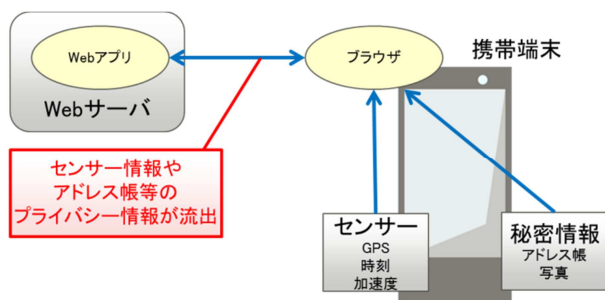 Webアプリ
Webサーバ
ブラウザ
携帯端末
センサー情報や
アドレス帳等の
プライバシー情報が流出
センサー
GPS
時刻
加速度
秘密情報
アドレス帳
写真